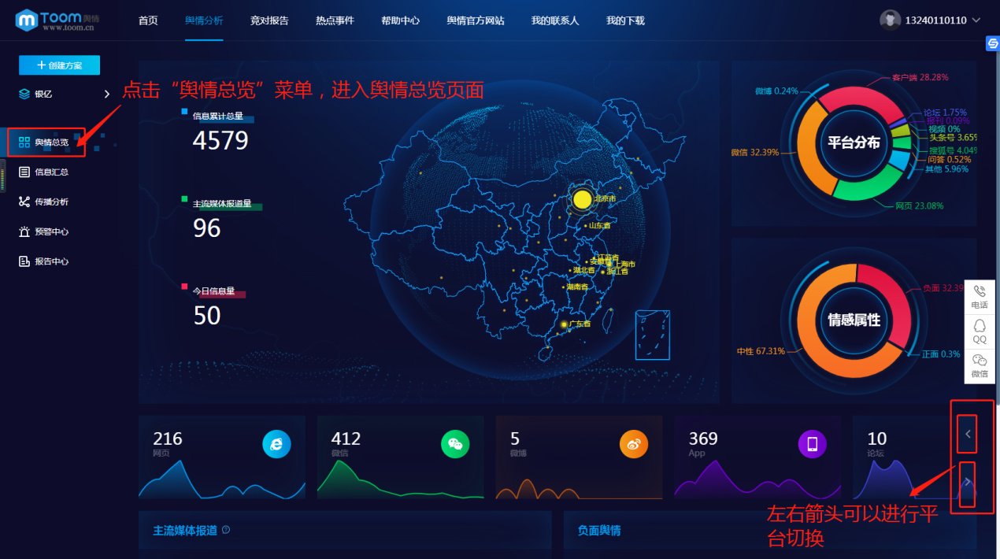 TOOM舆情
www.toom.cn
首页
舆情分析
竞对报告
热点事件
帮助中心
舆情官方网站
我的联系人
我的下载
13240110110
+ 创建方案
银亿
舆情总览
信息汇总
传播分析
预警中心
报告中心
点击“舆情总览”菜单，进入舆情总览页面
信息累计总量
4579
主流媒体报道量
96
今日信息量
50
北京市
山东省
江苏省
安徽省
上海市
湖北省
浙江省
湖南省
广东省
平台分布
客户端 28.28%
微博 0.24%
论坛 1.75%
报刊 0.09%
视频 0%
头条号 3.65%
微信 32.39%
搜狐号 4.04%
问答 0.52%
其他 5.96%
网页 23.08%
情感属性
负面 32.39
中性 67.31%
正面 0.3%
电话
QQ
微信
216
网页
412
微信
5
微博
369
App
10
论坛
左右箭头可以进行平
台切换
主流媒体报道
负面舆情